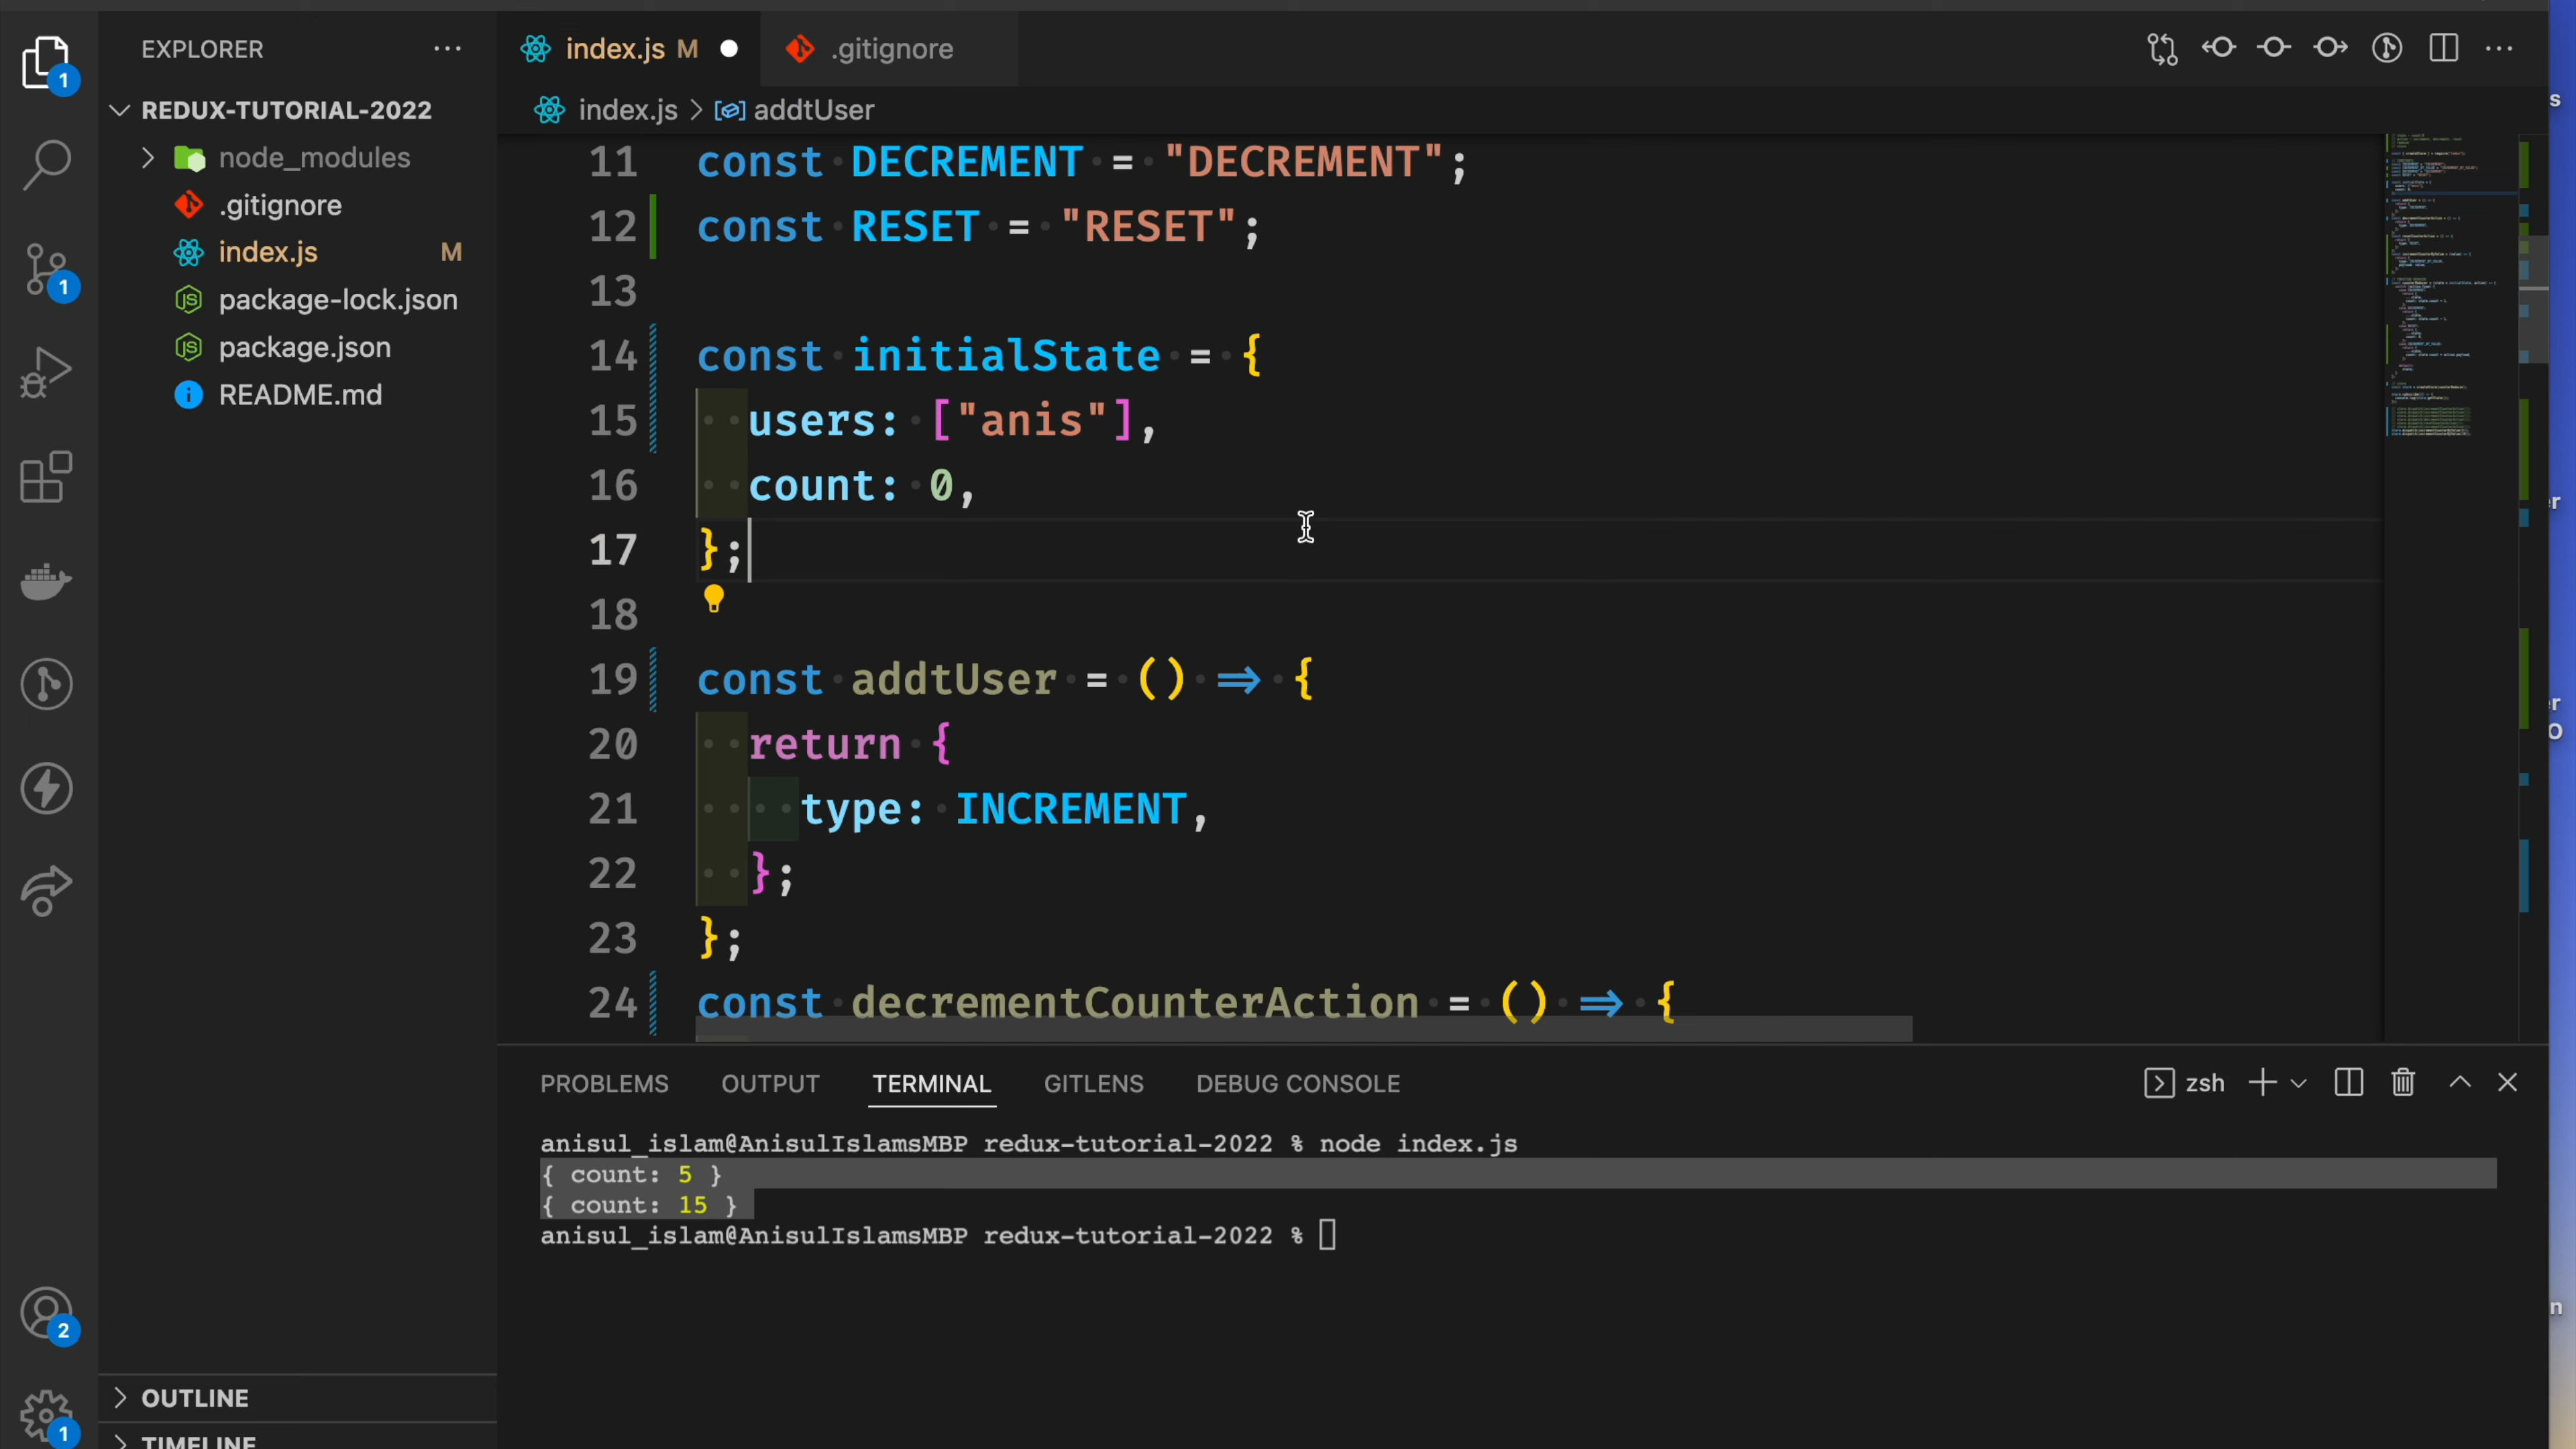 EXPLORER
REDUX-TUTORIAL-2022
node_modules
.gitignore
index.js M
package-lock.json
package.json
README.md
OUTLINE
TIMELINE
1
1
2
1
index.js M
.gitignore
index.js > addtUser
11 const DECREMENT = "DECREMENT";
12 const RESET = "RESET";
13
14 const initialState = {
15 users: ["anis"],
16 count: 0,
17 };
18
19 const addtUser = () => {
20 return {
21 type: INCREMENT,
22 };
23 };
24 const decrementCounterAction = () => {
PROBLEMS OUTPUT TERMINAL GITLENS DEBUG CONSOLE
zsh
anisul_islam@AnisulIslamsMBP redux-tutorial-2022 % node index.js
{ count: 5 }
{ count: 15 }
anisul_islam@AnisulIslamsMBP redux-tutorial-2022 %